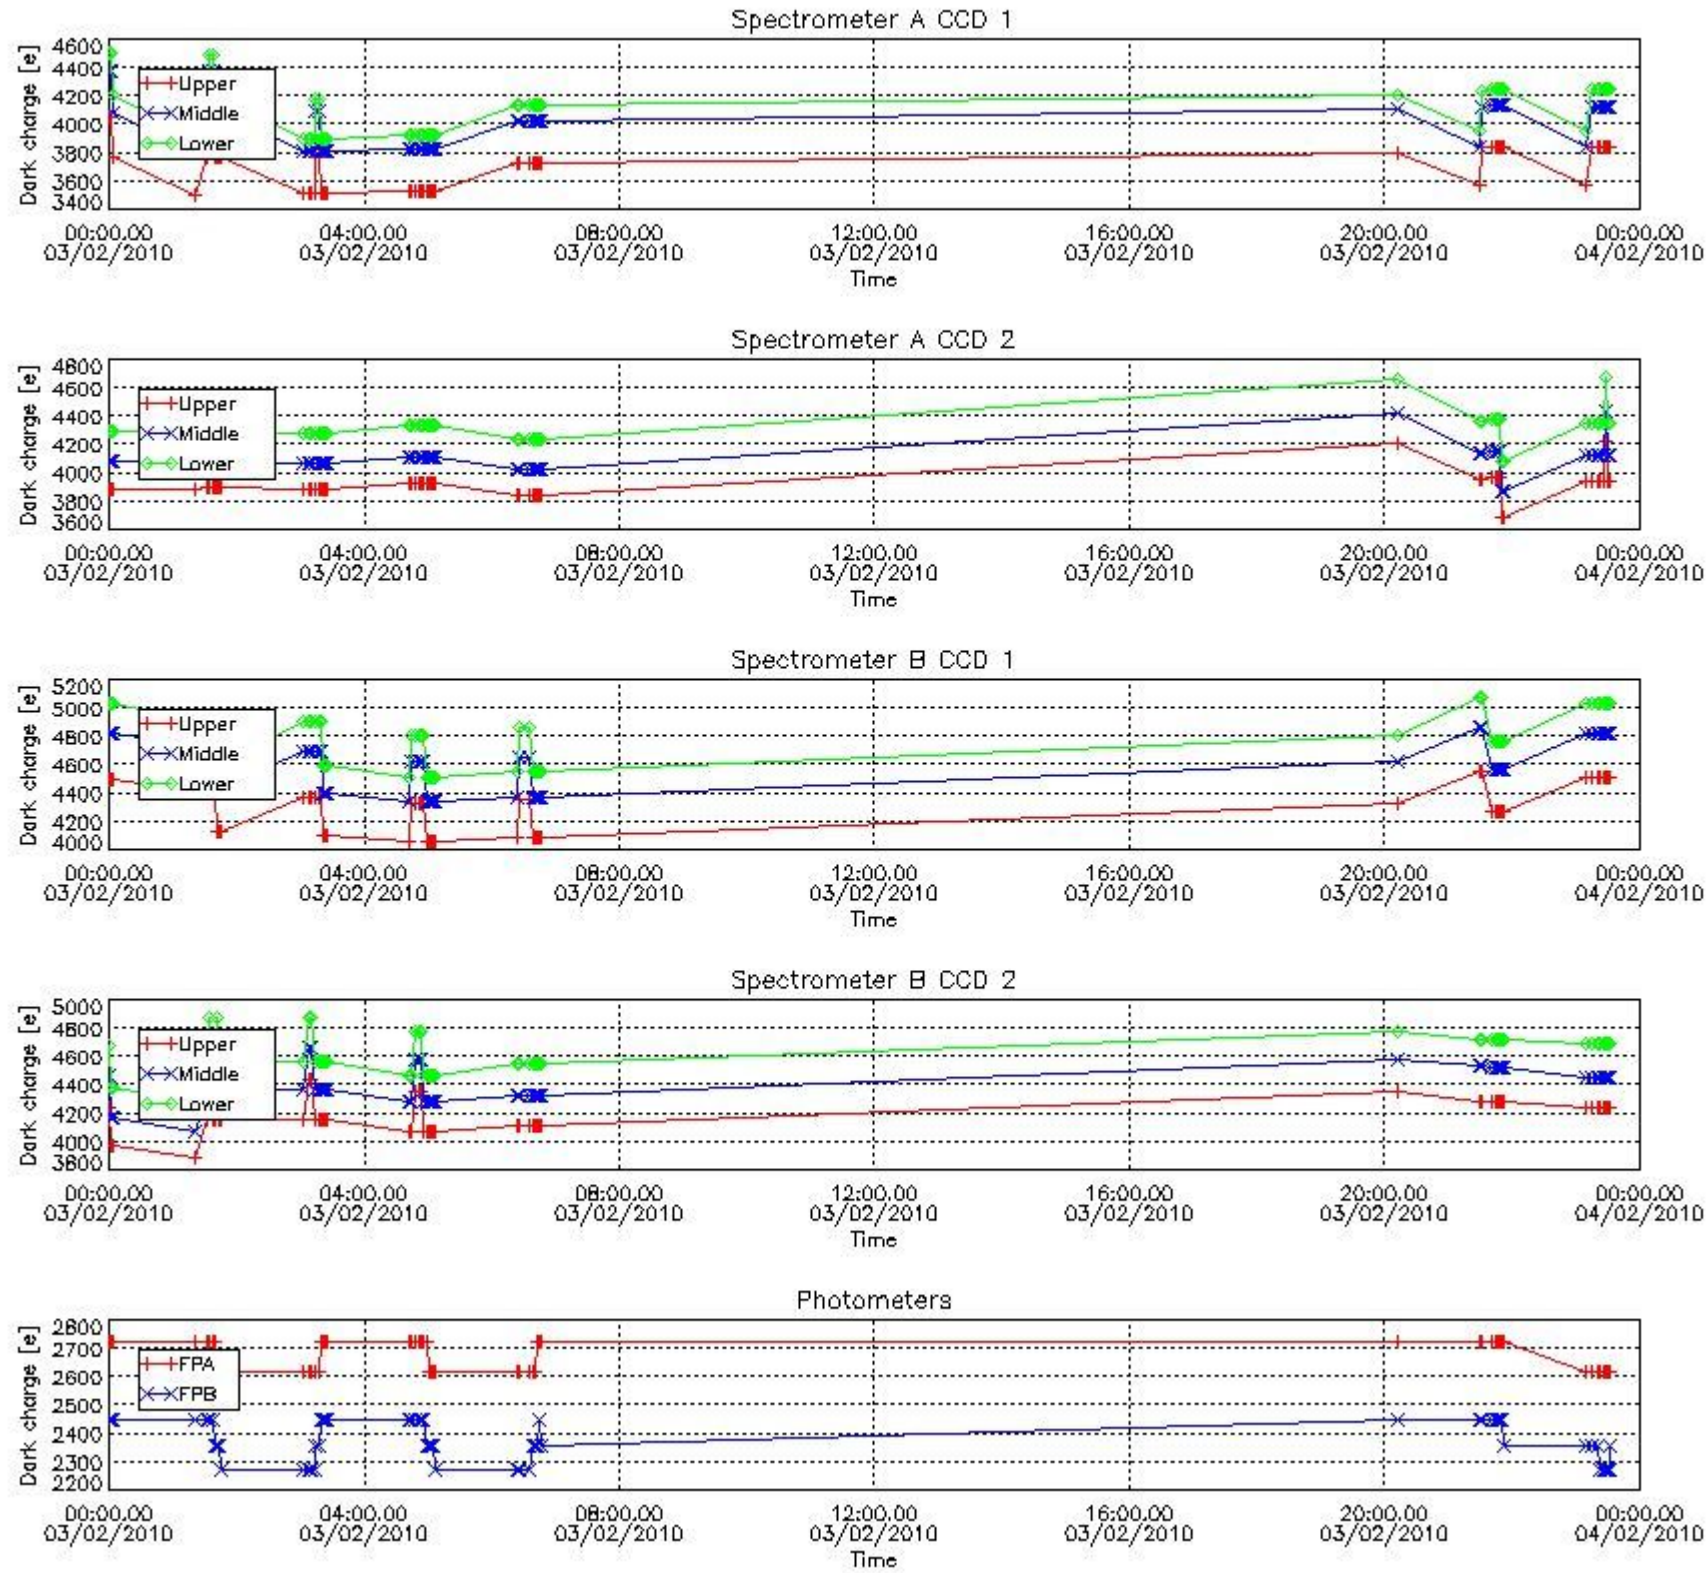 Spectrometer A CCD 1
Dark charge [e]
4600
4400
4200
4000
3800
3600
3400
Upper
Middle
Lower
00:00.00 04:00.00 08:00.00 12:00.00 16:00.00 20:00.00 00:00.00
03/02/2010 03/02/2010 03/02/2010 03/02/2010 03/02/2010 03/02/2010 04/02/2010
Time
Spectrometer A CCD 2
Dark charge [e]
4800
4600
4400
4200
4000
3800
3600
Upper
Middle
Lower
00:00.00 04:00.00 08:00.00 12:00.00 16:00.00 20:00.00 00:00.00
03/02/2010 03/02/2010 03/02/2010 03/02/2010 03/02/2010 03/02/2010 04/02/2010
Time
Spectrometer B CCD 1
Dark charge [e]
5200
5000
4800
4600
4400
4200
4000
Upper
Middle
Lower
00:00.00 04:00.00 08:00.00 12:00.00 16:00.00 20:00.00 00:00.00
03/02/2010 03/02/2010 03/02/2010 03/02/2010 03/02/2010 03/02/2010 04/02/2010
Time
Spectrometer B CCD 2
Dark charge [e]
5000
4800
4600
4400
4200
4000
3800
Upper
Middle
Lower
00:00.00 04:00.00 08:00.00 12:00.00 16:00.00 20:00.00 00:00.00
03/02/2010 03/02/2010 03/02/2010 03/02/2010 03/02/2010 03/02/2010 04/02/2010
Time
Photometers
Dark charge [e]
2800
2700
2600
2500
2400
2300
2200
FPA
FPB
00:00.00 04:00.00 08:00.00 12:00.00 16:00.00 20:00.00 00:00.00
03/02/2010 03/02/2010 03/02/2010 03/02/2010 03/02/2010 03/02/2010 04/02/2010
Time